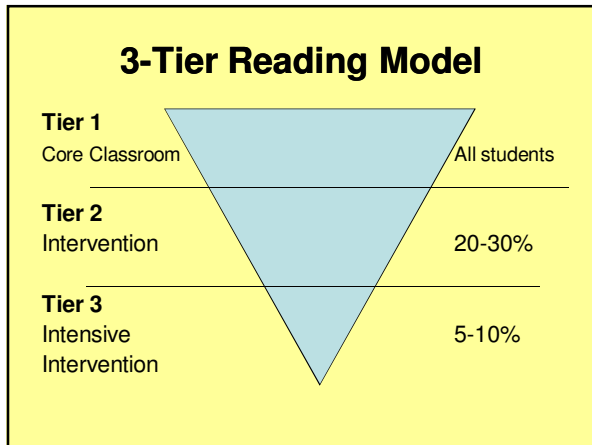 3-Tier Reading Model
Tier 1
Core Classroom All students
Tier 2
Intervention 20-30%
Tier 3
Intensive 5-10%
Intervention